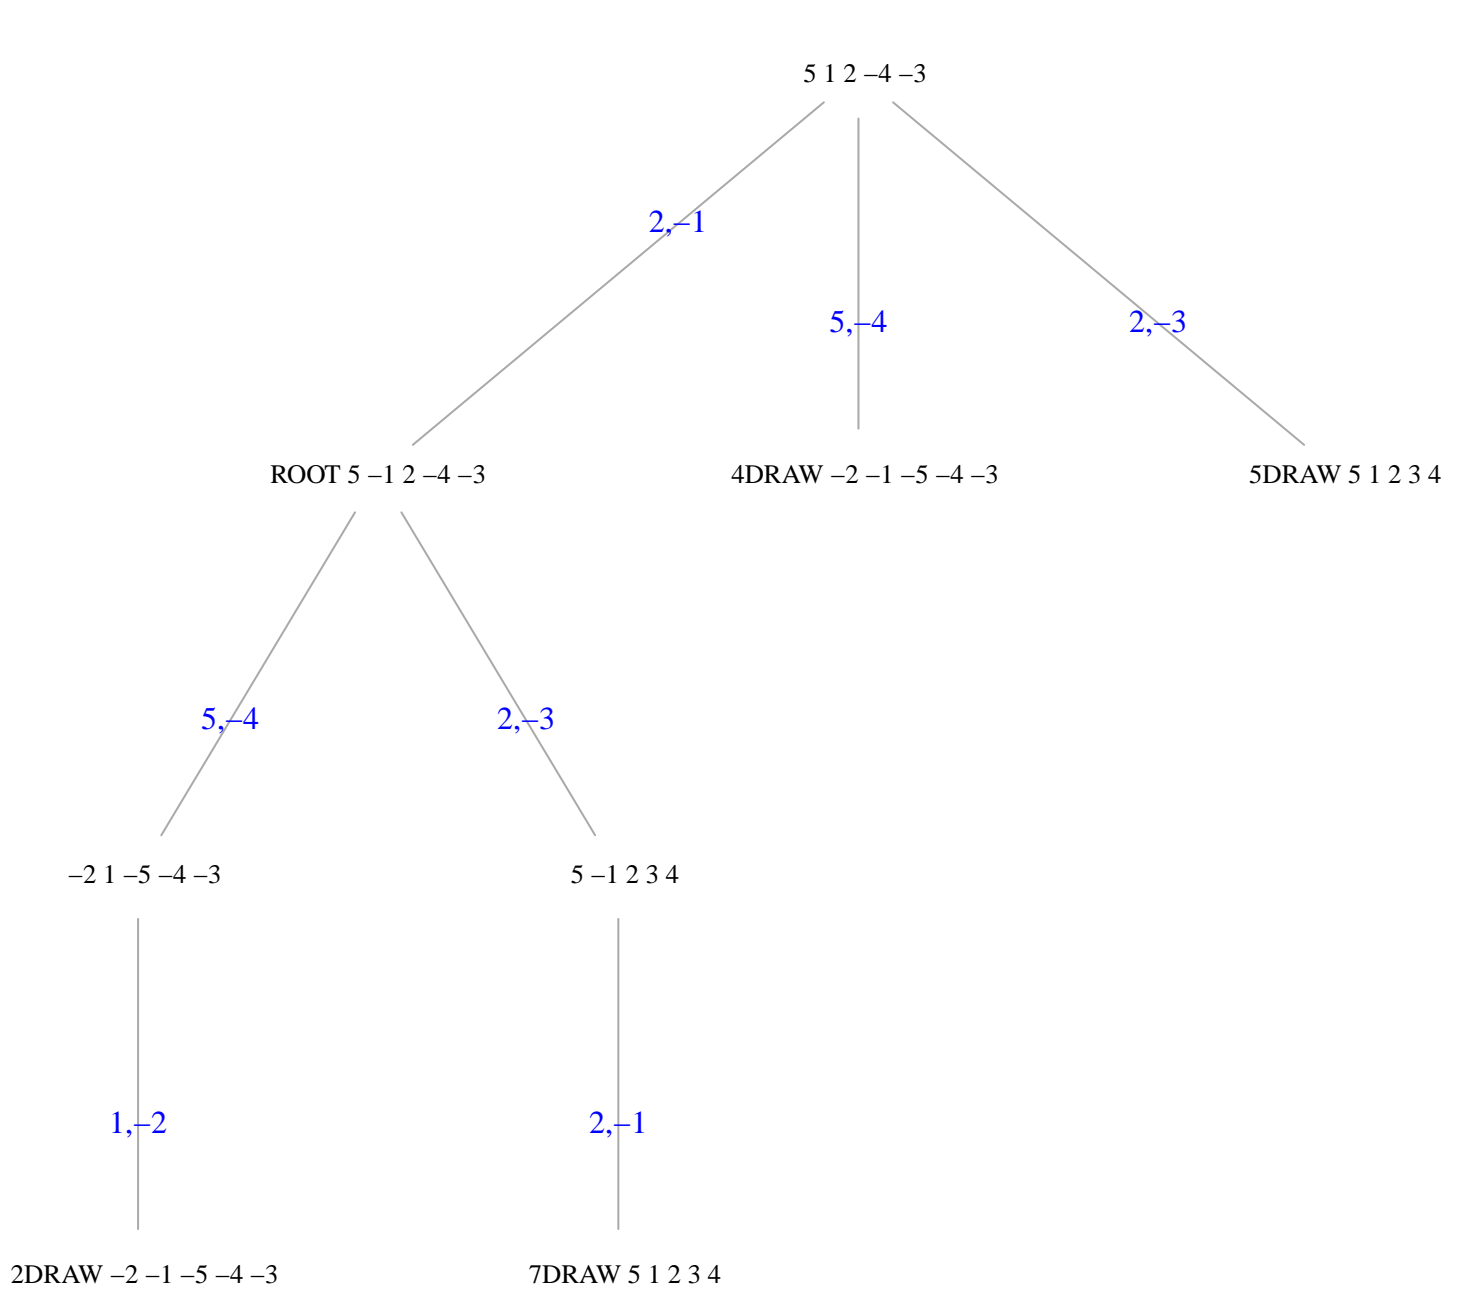 5 1 2 –4 –3
2,–1
5,–4
2,–3
ROOT 5 –1 2 –4 –3
4DRAW –2 –1 –5 –4 –3
5DRAW 5 1 2 3 4
5,–4
2,–3
–2 1 –5 –4 –3
5 –1 2 3 4
1,–2
2,–1
2DRAW –2 –1 –5 –4 –3
7DRAW 5 1 2 3 4